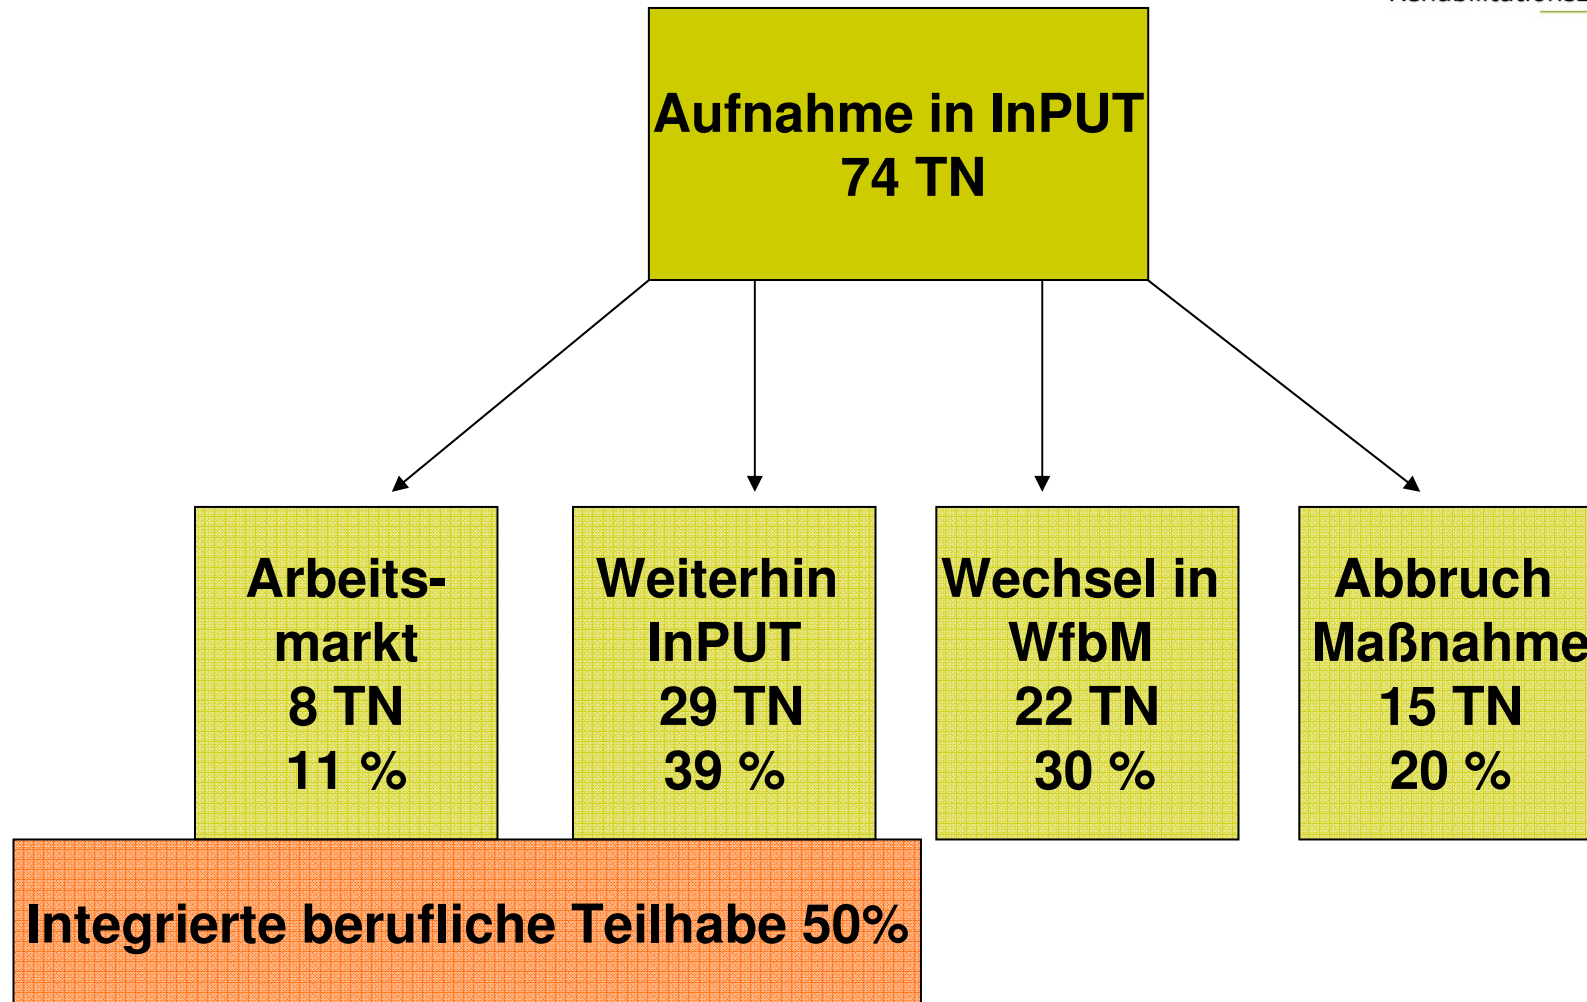 Aufnahme in InPUT
74 TN
Arbeits-
markt
8 TN
11 %
Weiterhin
InPUT
29 TN
39 %
Wechsel in
WfbM
22 TN
30 %
Abbruch
Maßnahme
15 TN
20 %
Integrierte berufliche Teilhabe 50%